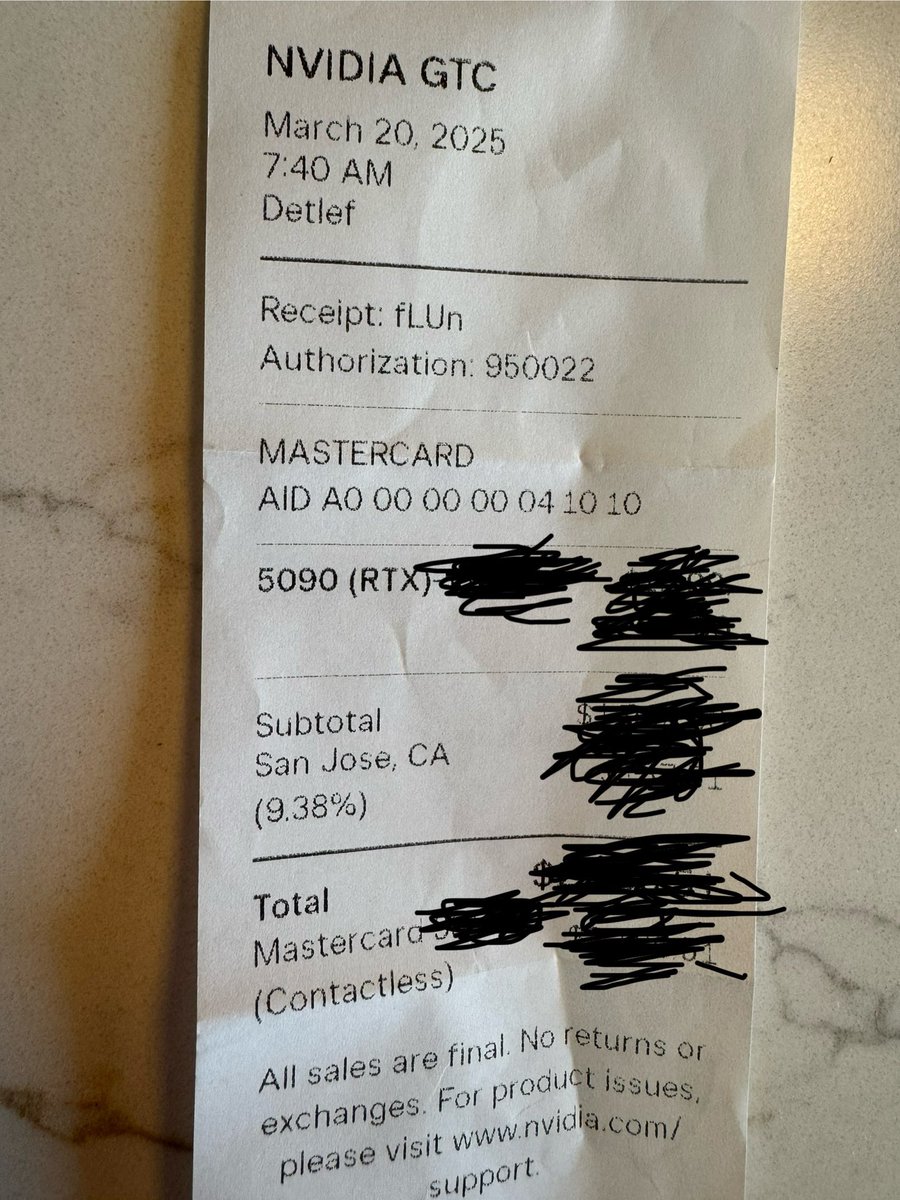 NVIDIA GTC
March 20, 2025
7:40 AM
Detlef
Receipt: fLUn
Authorization: 950022
MASTERCARD
AID A0 00 00 00 04 10 10
5090 (RTX)
Subtotal
San Jose, CA
(9.38%)
Total
Mastercard
(Contactless)
All sales are final. No returns or
exchanges. For product issues,
please visit www.nvidia.com/
support.